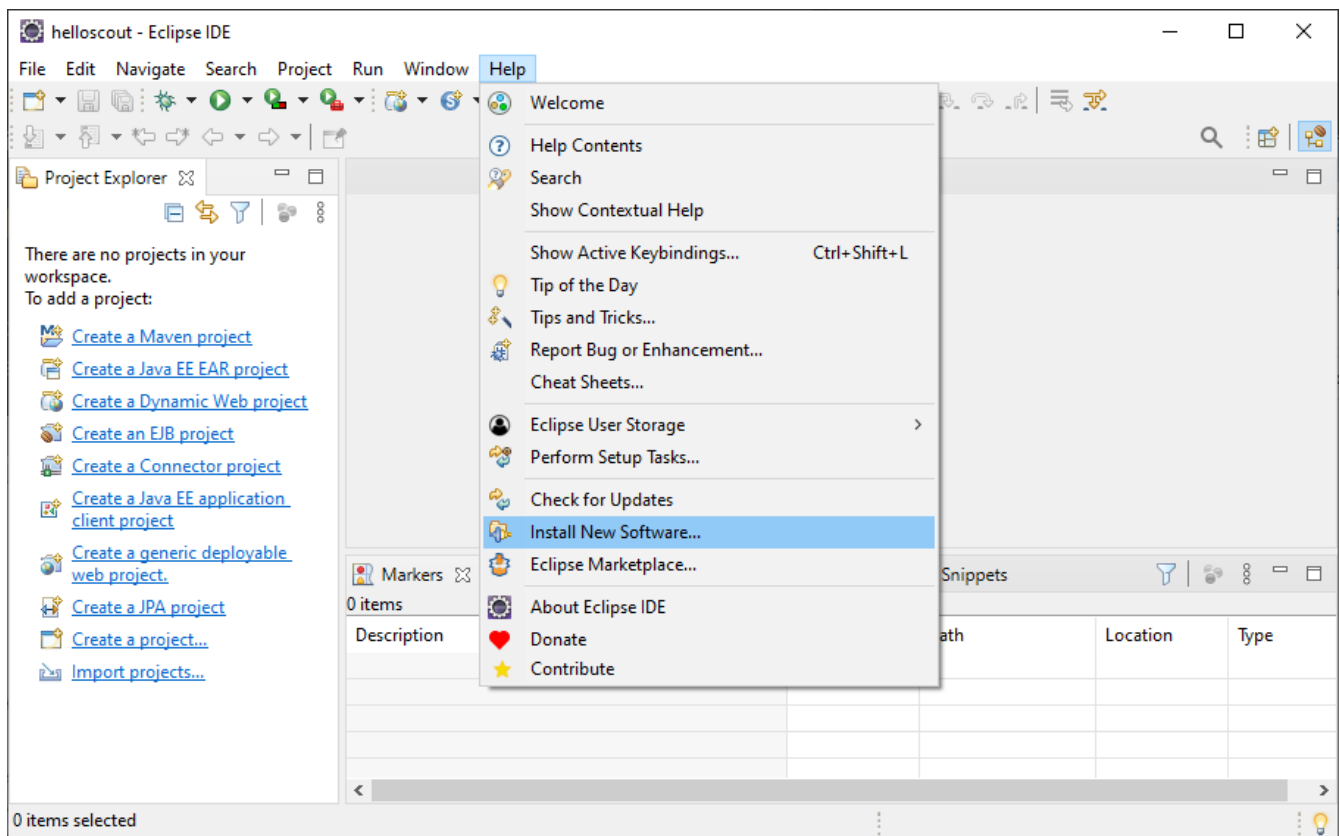 helloscout - Eclipse IDE
File Edit Navigate Search Project Run Window Help
Welcome
Help Contents
Search
Show Contextual Help
Show Active Keybindings... Ctrl+Shift+L
Tip of the Day
Tips and Tricks...
Report Bug or Enhancement...
Cheat Sheets...
Eclipse User Storage
Perform Setup Tasks...
Check for Updates
Install New Software...
Eclipse Marketplace...
About Eclipse IDE
Donate
Contribute
Project Explorer
There are no projects in your
workspace.
To add a project:
Create a Maven project
Create a Java EE EAR project
Create a Dynamic Web project
Create an EJB project
Create a Connector project
Create a Java EE application
client project
Create a generic deployable
web project.
Create a JPA project
Create a project...
Import projects...
Markers Snippets
0 items
Description ath Location Type
0 items selected